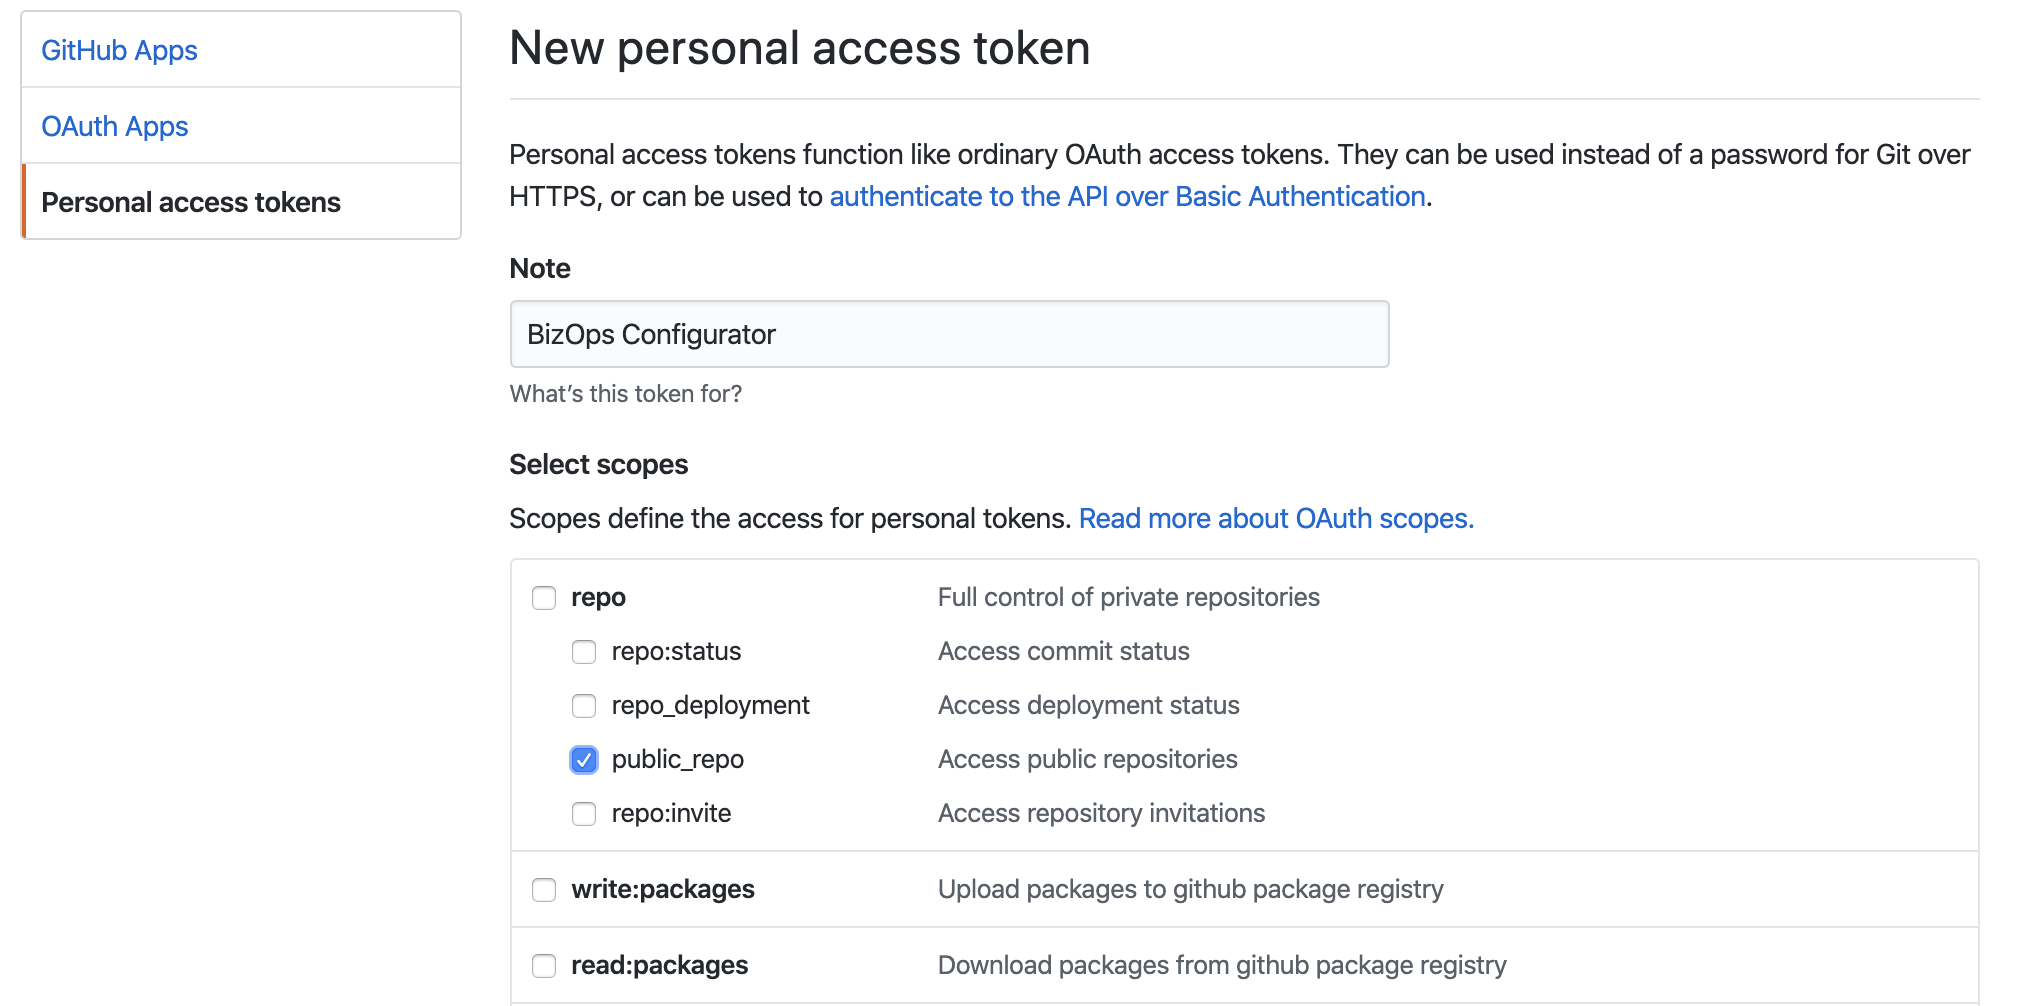 GitHub Apps
OAuth Apps
Personal access tokens
New personal access token
Personal access tokens function like ordinary OAuth access tokens. They can be used instead of a password for Git over
HTTPS, or can be used to authenticate to the API over Basic Authentication.
Note
BizOps Configurator
What's this token for?
Select scopes
Scopes define the access for personal tokens. Read more about OAuth scopes.
repo Full control of private repositories
repo:status Access commit status
repo_deployment Access deployment status
public_repo Access public repositories
repo:invite Access repository invitations
write:packages Upload packages to github package registry
read:packages Download packages from github package registry